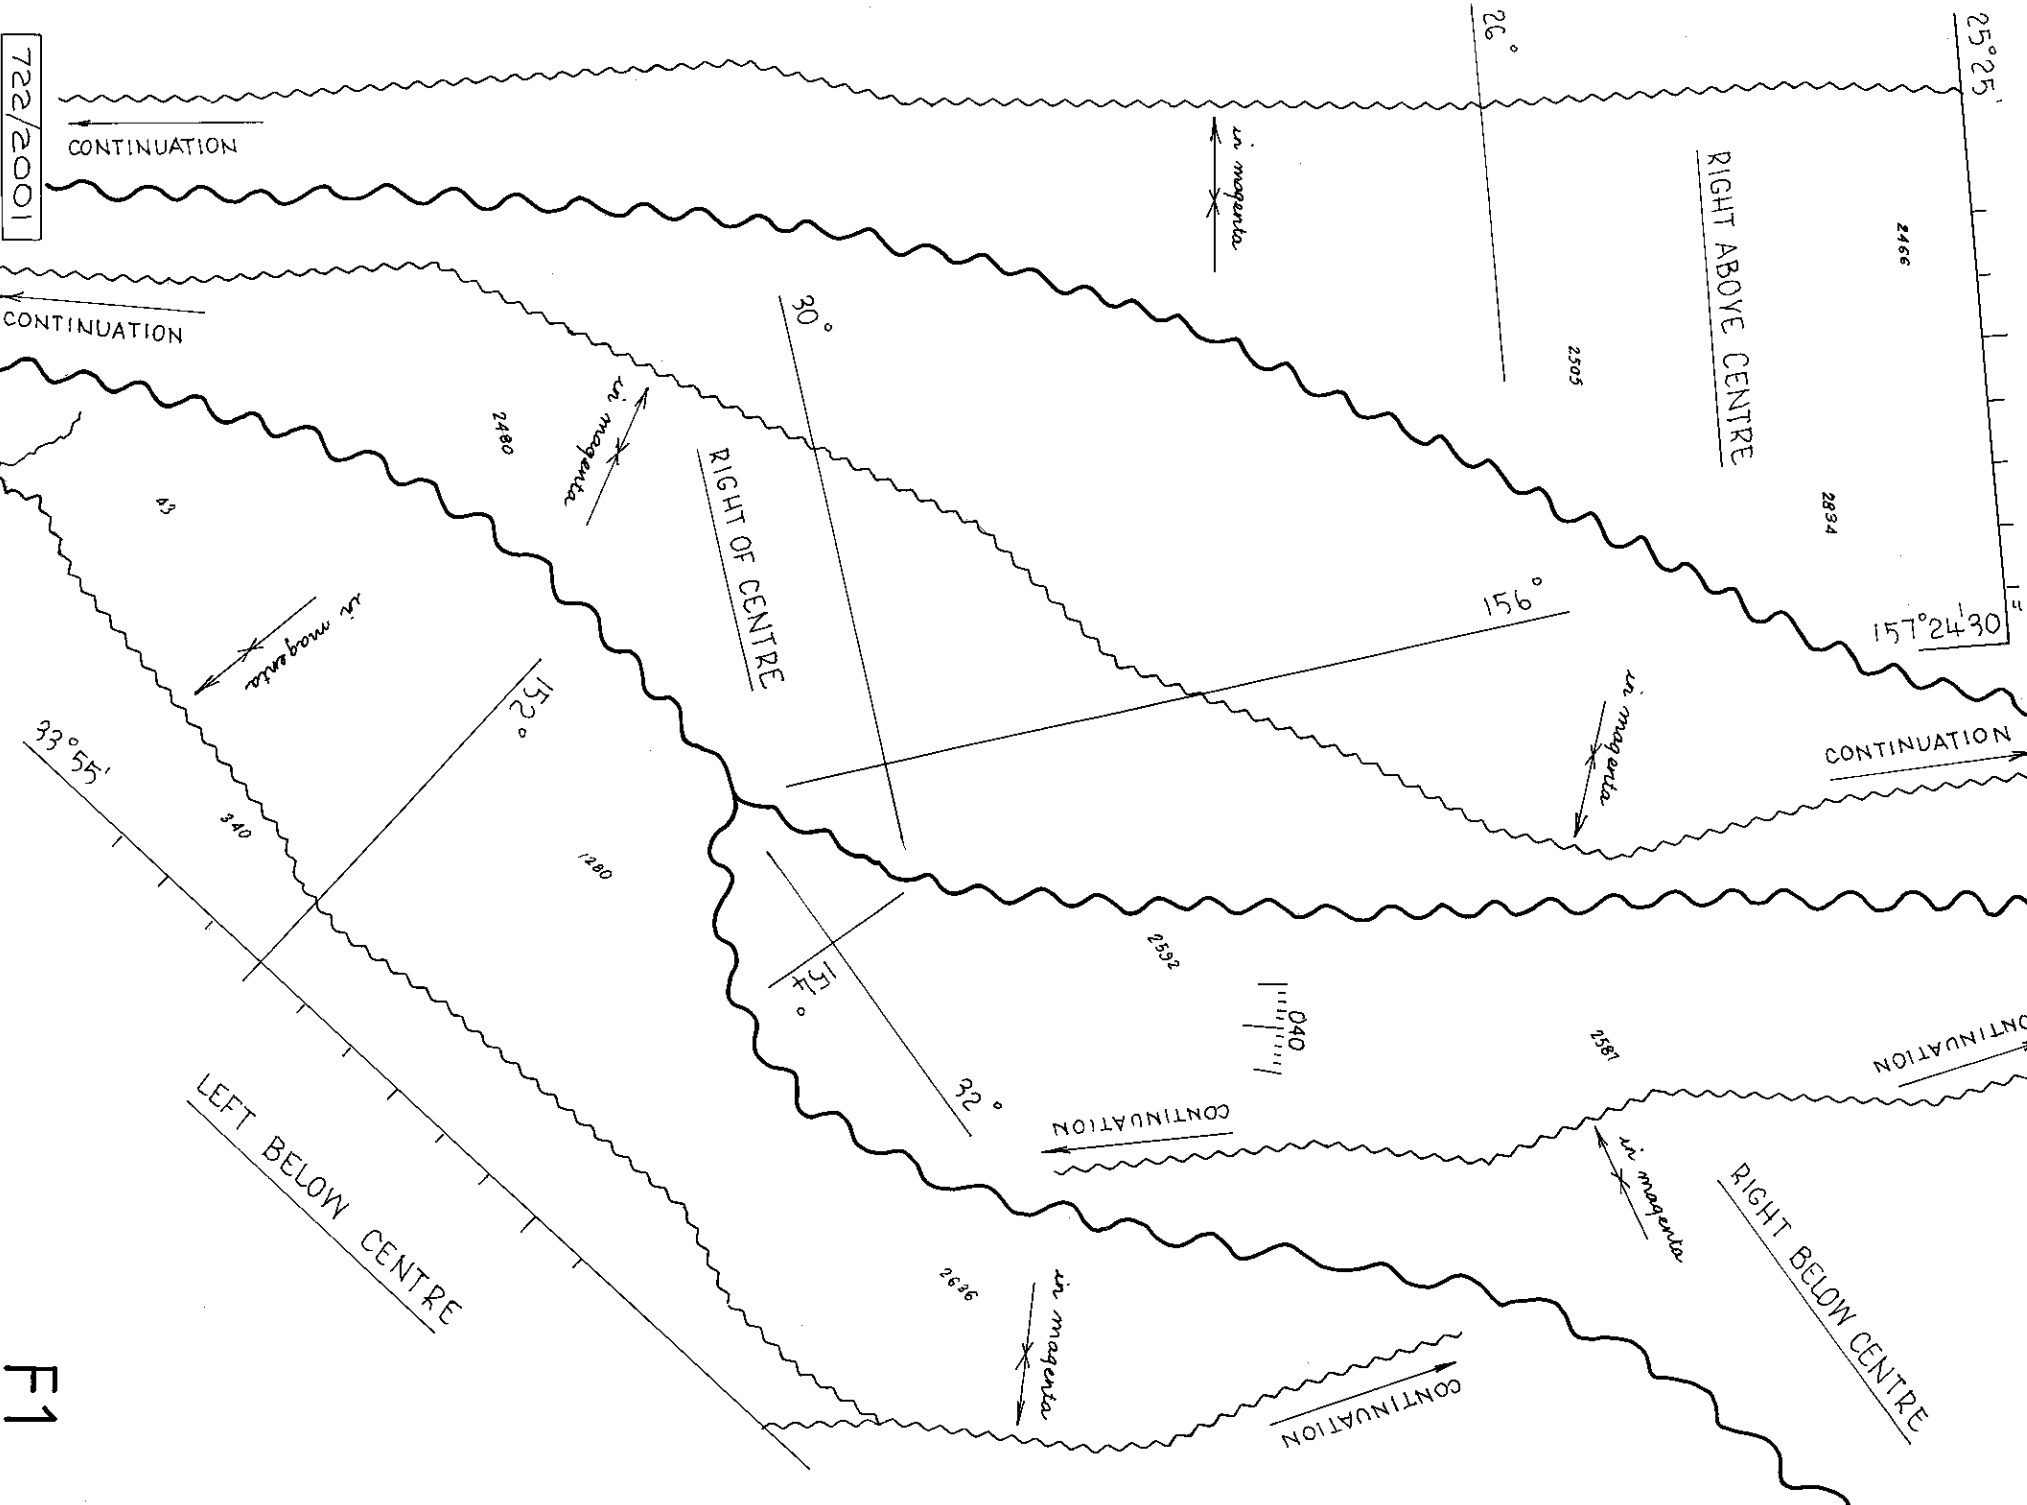 722/2001
CONTINUATION
CONTINUATION
in magenta
26°
25°25'
RIGHT ABOVE CENTRE
2466
2505
2834
157°24'30"
30°
in magenta
2480
RIGHT OF CENTRE
156°
in magenta
CONTINUATION
43
in magenta
152°
33°55'
340
1280
154°
32°
2592
040
2587
CONTINUATION
CONTINUATION
in magenta
RIGHT BELOW CENTRE
LEFT BELOW CENTRE
2636
in magenta
CONTINUATION
F1